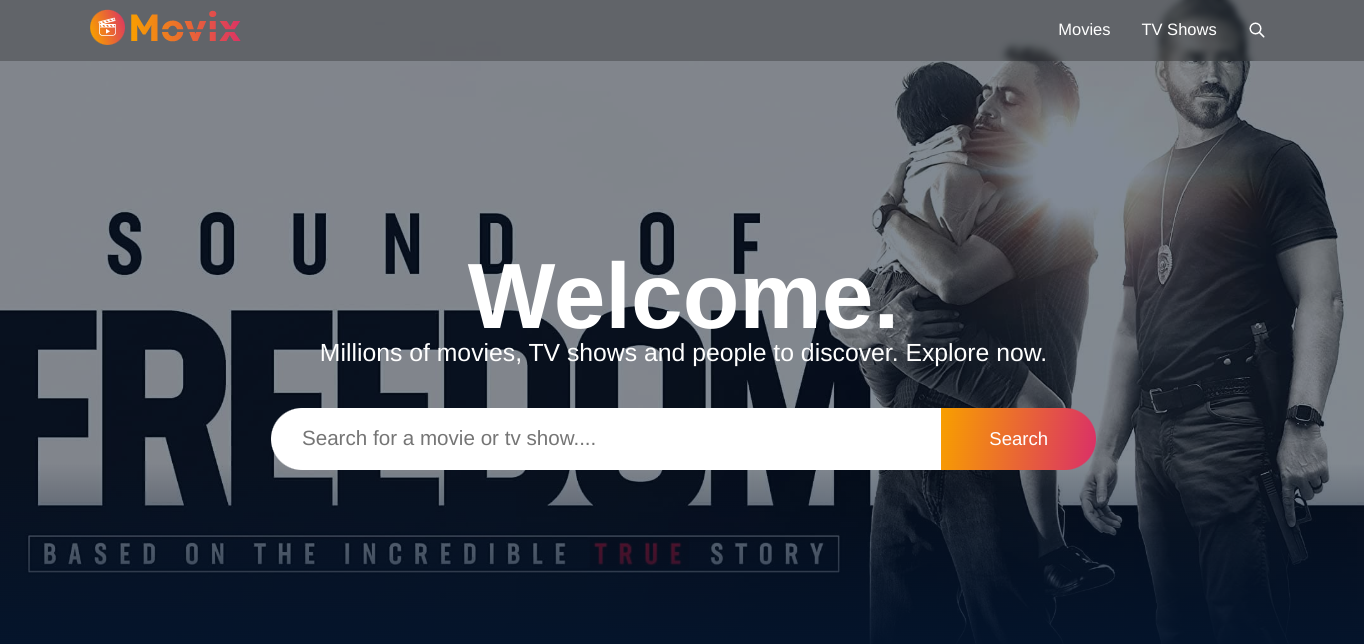 Movix
Movies
TV Shows
SOUND OF
Welcome.
FREEDOM
Millions of movies, TV shows and people to discover. Explore now.
Search for a movie or tv show....
Search
BASED ON THE INCREDIBLE TRUE STORY